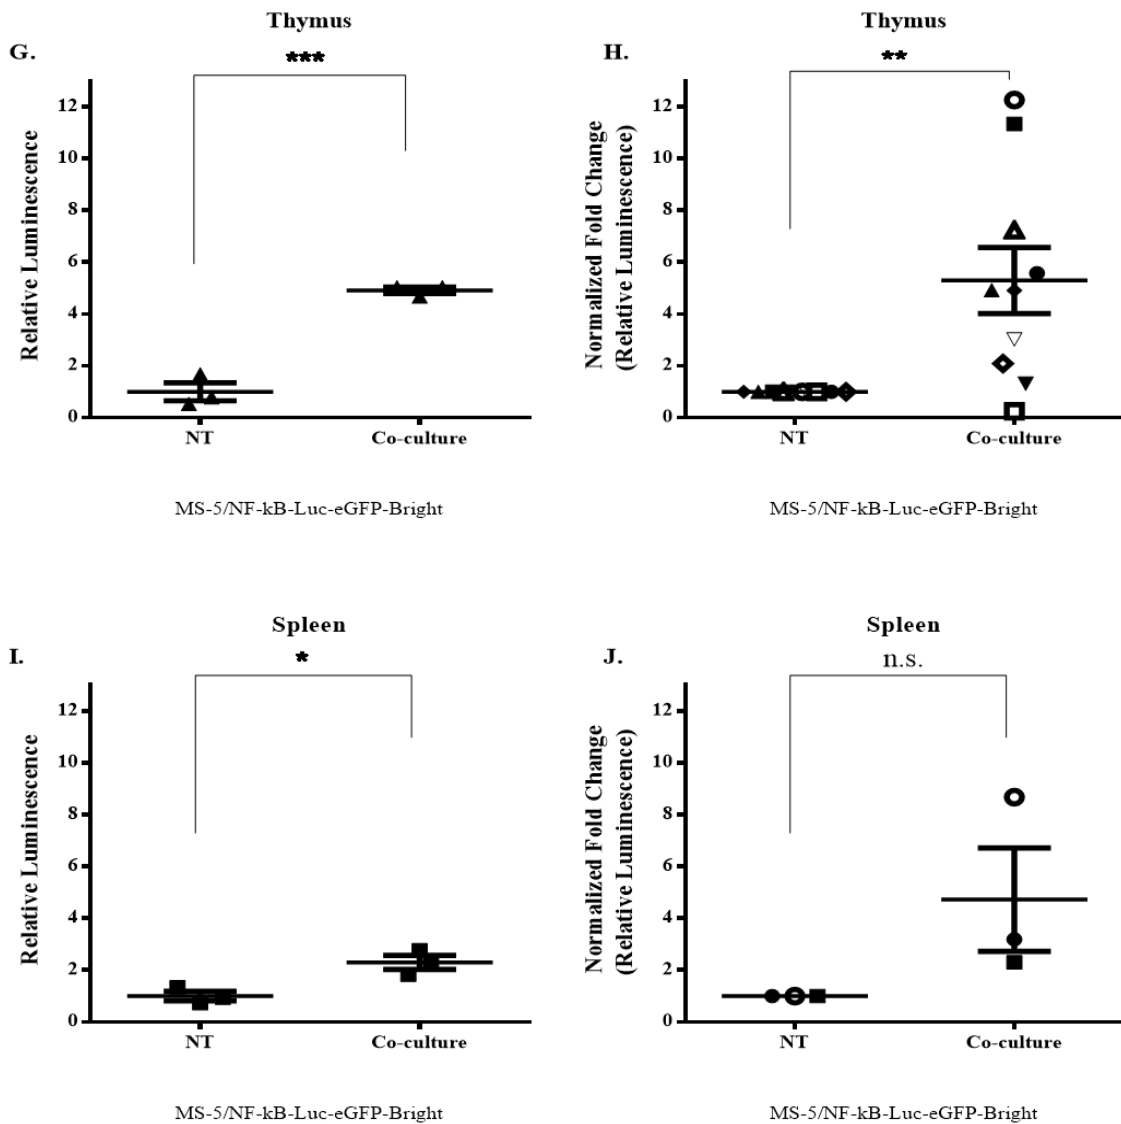 Thymus
G.
***
Relative Luminescence
12
10
8
6
4
2
0
NT
Co-culture
MS-5/NF-kB-Luc-eGFP-Bright
Thymus
H.
**
Normalized Fold Change
(Relative Luminescence)
12
10
8
6
4
2
0
NT
Co-culture
MS-5/NF-kB-Luc-eGFP-Bright
Spleen
I.
*
Relative Luminescence
12
10
8
6
4
2
0
NT
Co-culture
MS-5/NF-kB-Luc-eGFP-Bright
Spleen
J.
n.s.
Normalized Fold Change
(Relative Luminescence)
12
10
8
6
4
2
0
NT
Co-culture
MS-5/NF-kB-Luc-eGFP-Bright